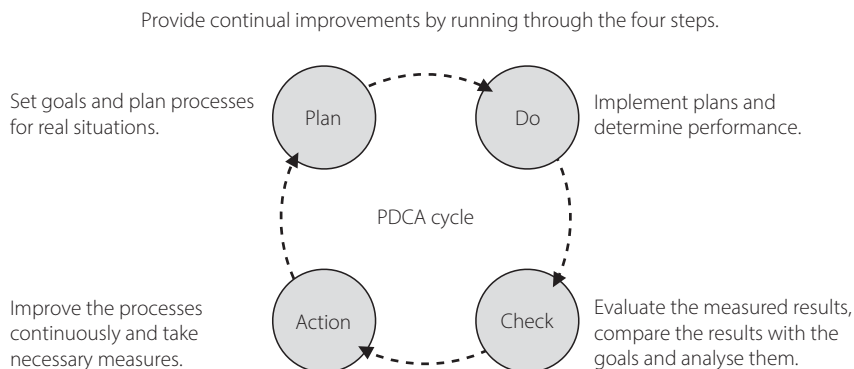 Provide continual improvements by running through the four steps.
Set goals and plan processes
for real situations.
Plan
Do
Implement plans and
determine performance.
PDCA cycle
Improve the processes
continuously and take
necessary measures.
Action
Check
Evaluate the measured results,
compare the results with the
goals and analyse them.